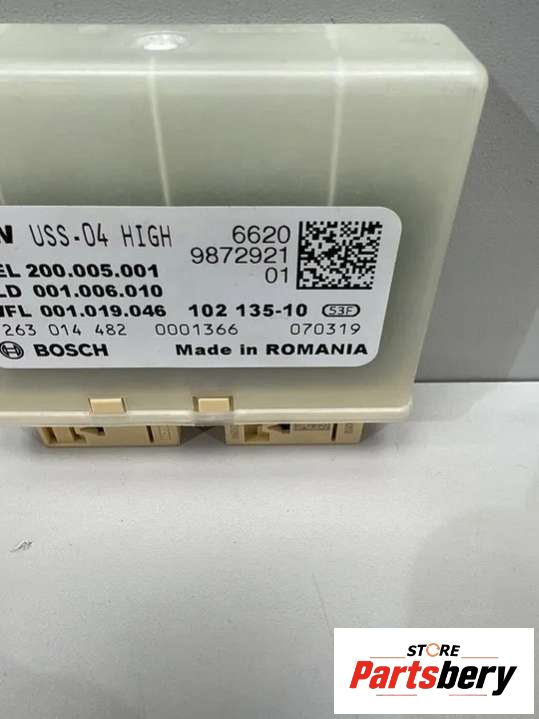 USS-04 HIGH 6620
9872921
01
EL 200.005.001
LD 001.006.010
WFL 001.019.046 102 135-10 S3F
263 014 482 0001366 070319
BOSCH Made in ROMANIA
STORE
Partsbery